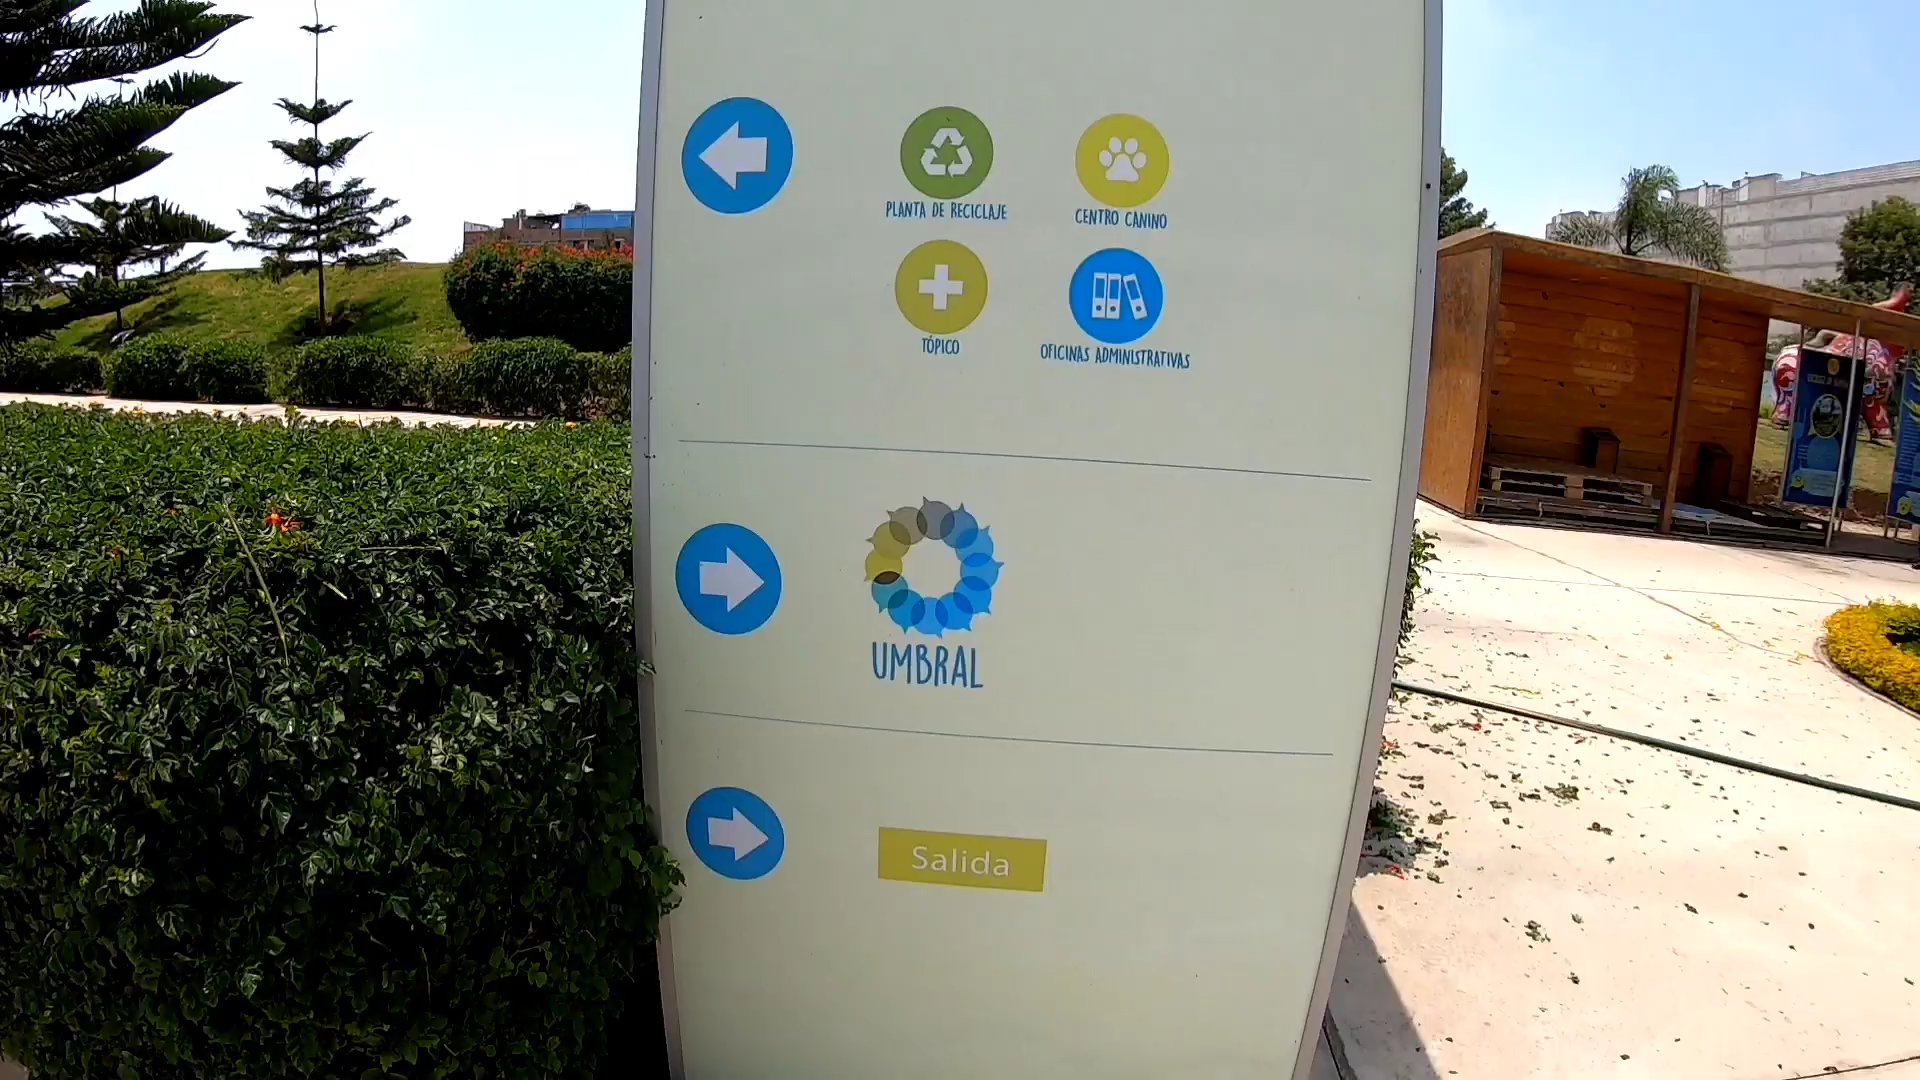 PLANTA DE RECICLAJE
CENTRO CANINO
TÓPICO
OFICINAS ADMINISTRATIVAS
UMBRAL
Salida